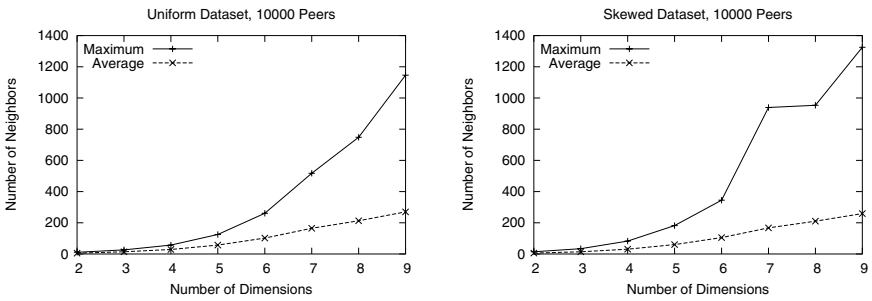 Uniform Dataset, 10000 Peers
1400
1200
1000
800
600
400
200
0
Number of Neighbors
Maximum
Average
2 3 4 5 6 7 8 9
Number of Dimensions
Skewed Dataset, 10000 Peers
1400
1200
1000
800
600
400
200
0
Number of Neighbors
Maximum
Average
2 3 4 5 6 7 8 9
Number of Dimensions